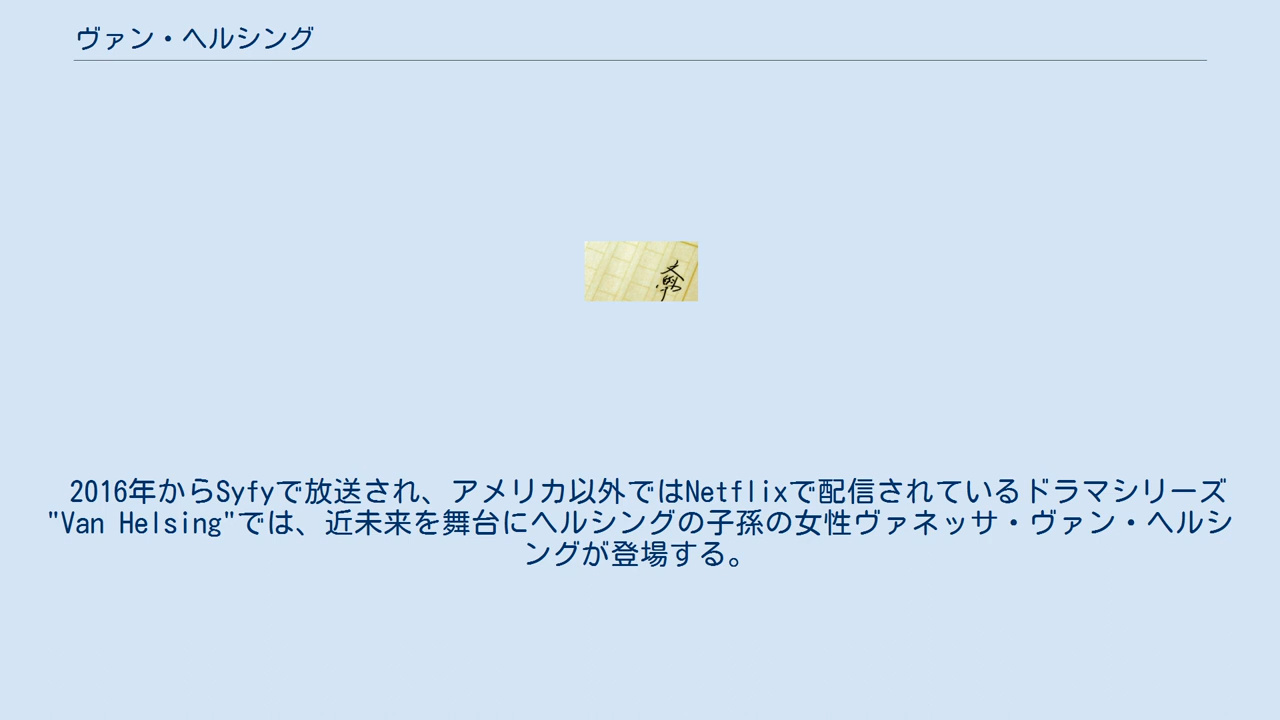 ヴァン・ヘルシング
2016年からSyfyで放送され、アメリカ以外ではNetflixで配信されているドラマシリーズ
"Van Helsing"では、近未来を舞台にヘルシングの子孫の女性ヴァネッサ・ヴァン・ヘルシ
ングが登場する。